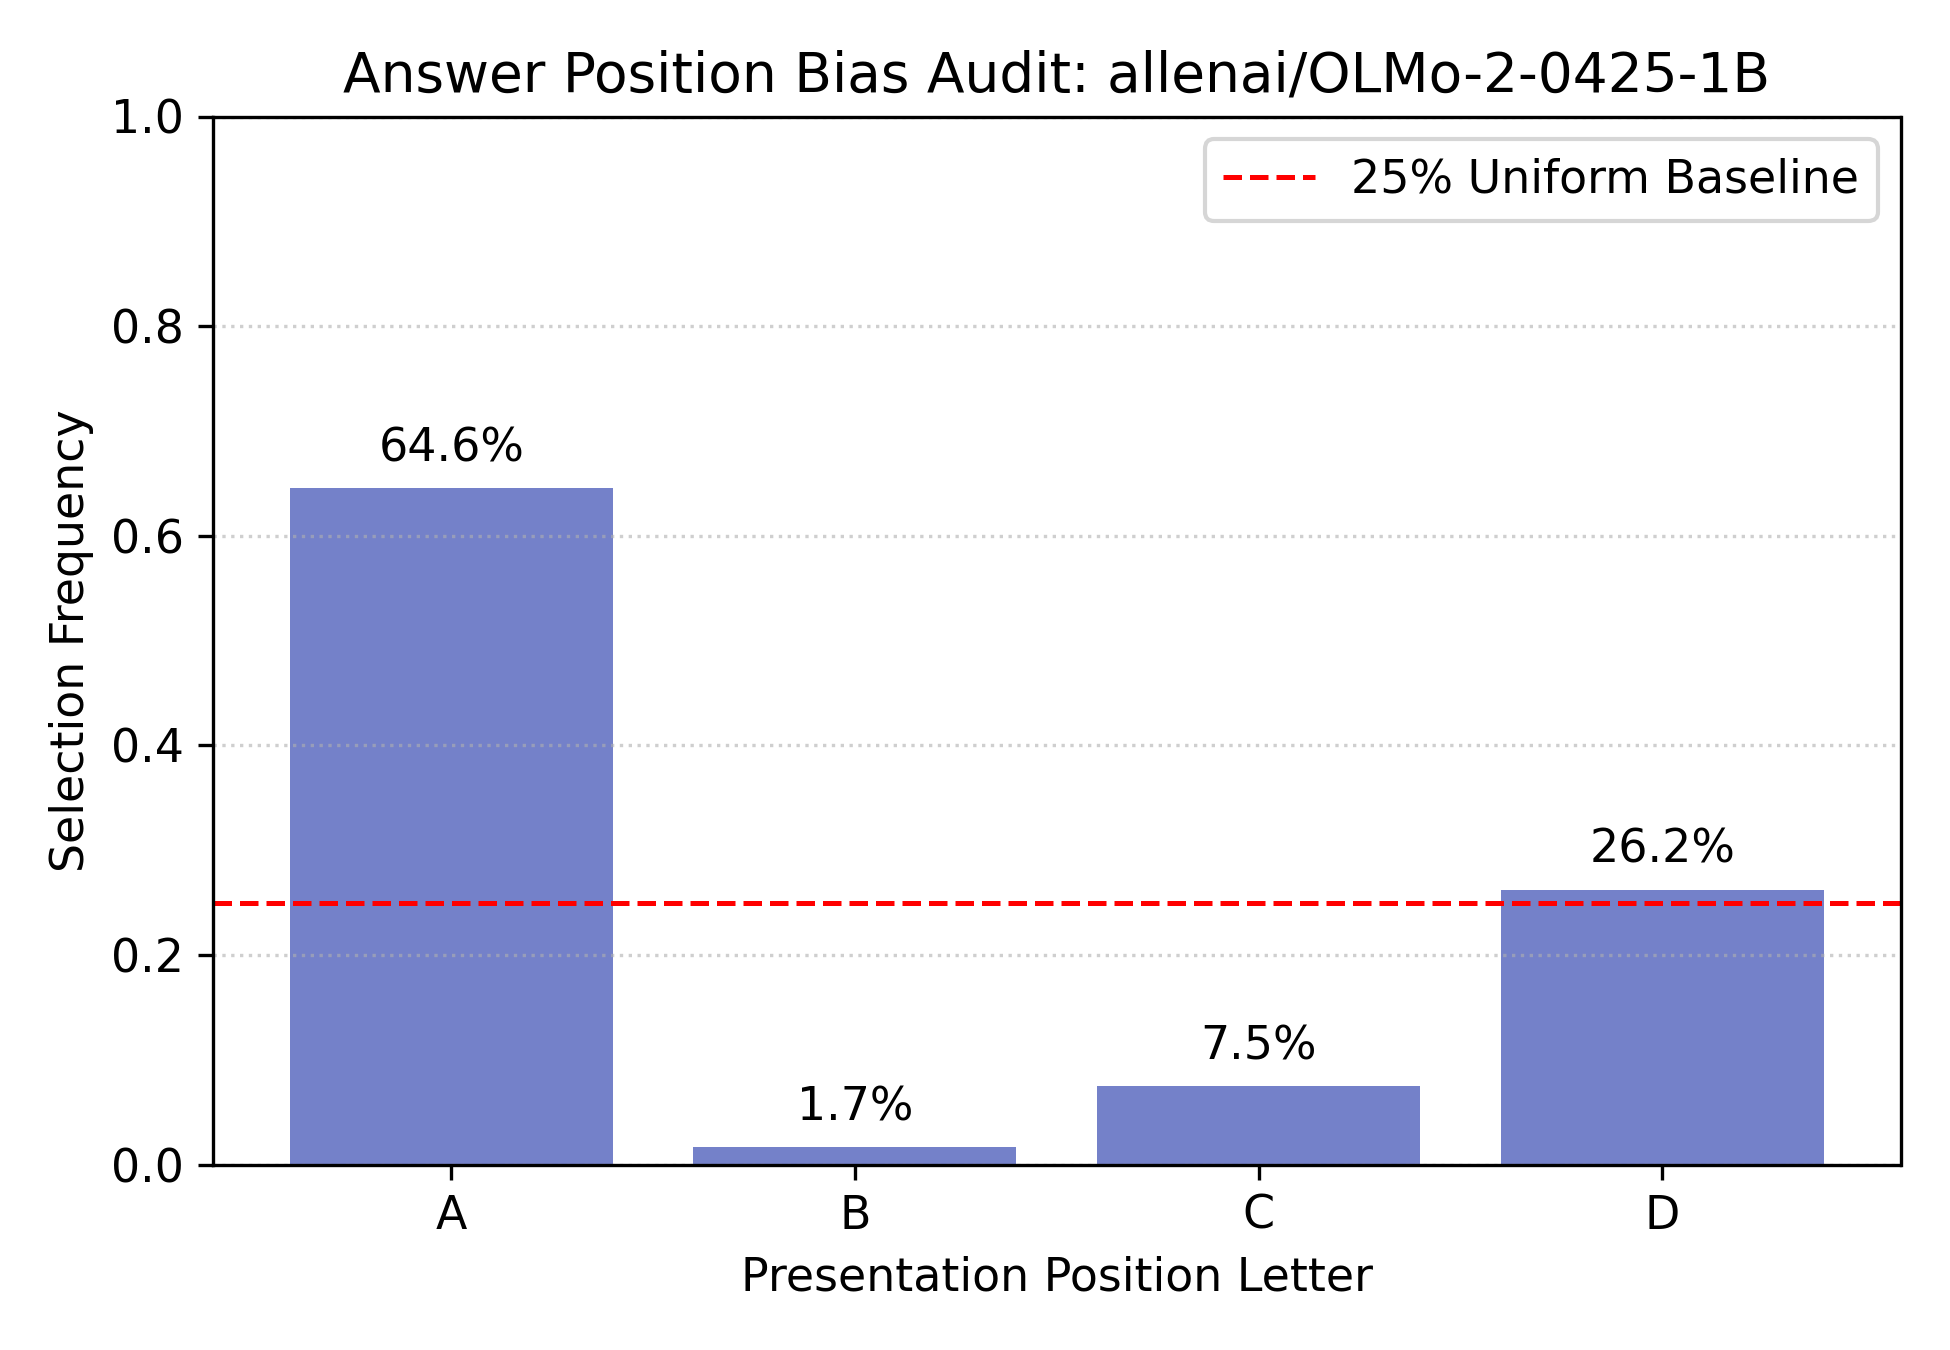 Answer Position Bias Audit: allenai/OLMo-2-0425-1B
1.0
25% Uniform Baseline
0.8
64.6%
Selection Frequency
0.6
0.4
26.2%
0.2
7.5%
1.7%
0.0
A B C D
Presentation Position Letter